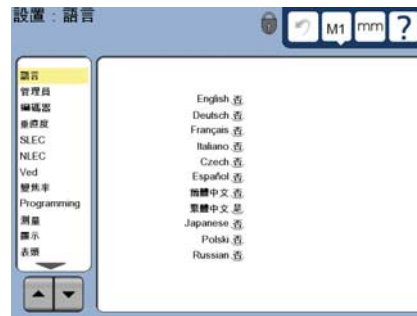 設置：語言
M1
mm
?
語言
管理員
編碼器
垂直度
SLEC
NLEC
Ved
變焦率
Programming
測量
顯示
表頭
English 否
Deutsch 否
Français 否
Italiano 否
Czech 否
Español 否
簡體中文 否
繁體中文 是
Japanese 否
Polski 否
Russian 否